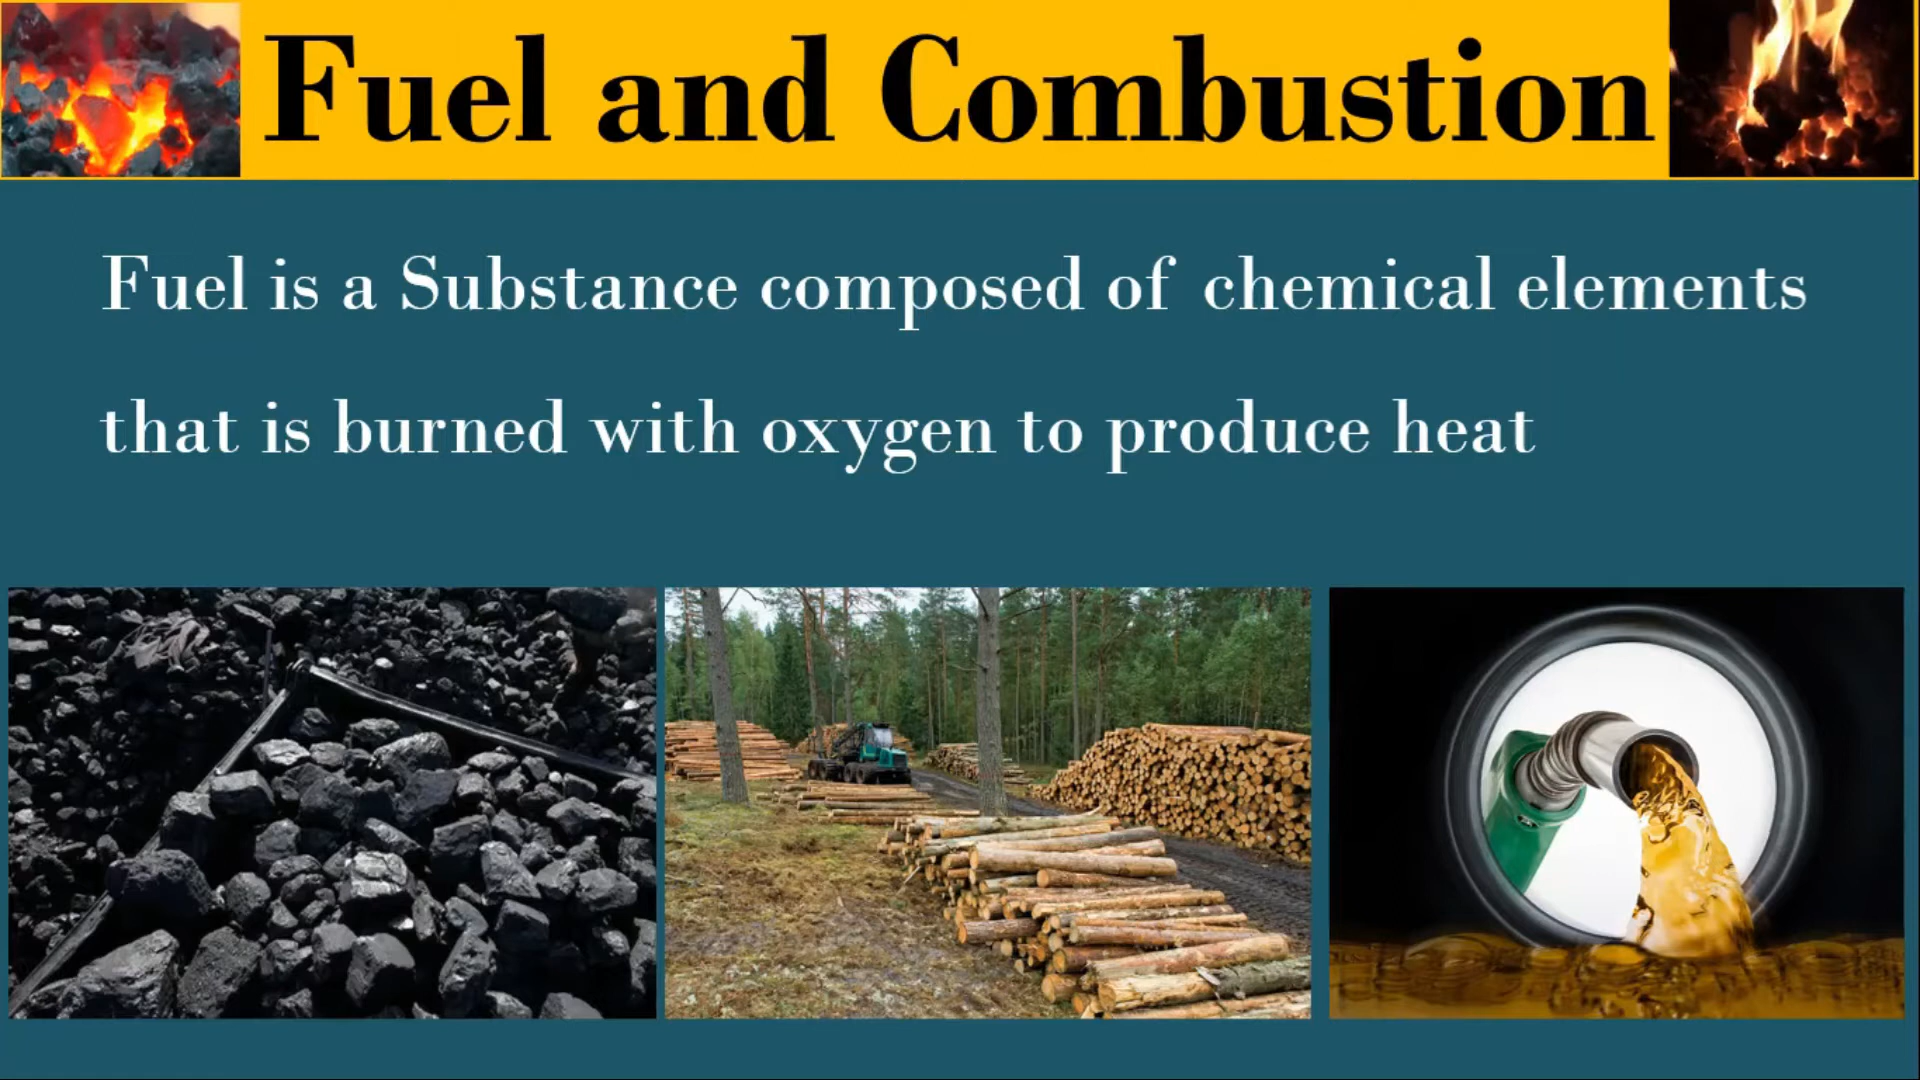 Fuel and Combustion
Fuel is a Substance composed of chemical elements
that is burned with oxygen to produce heat